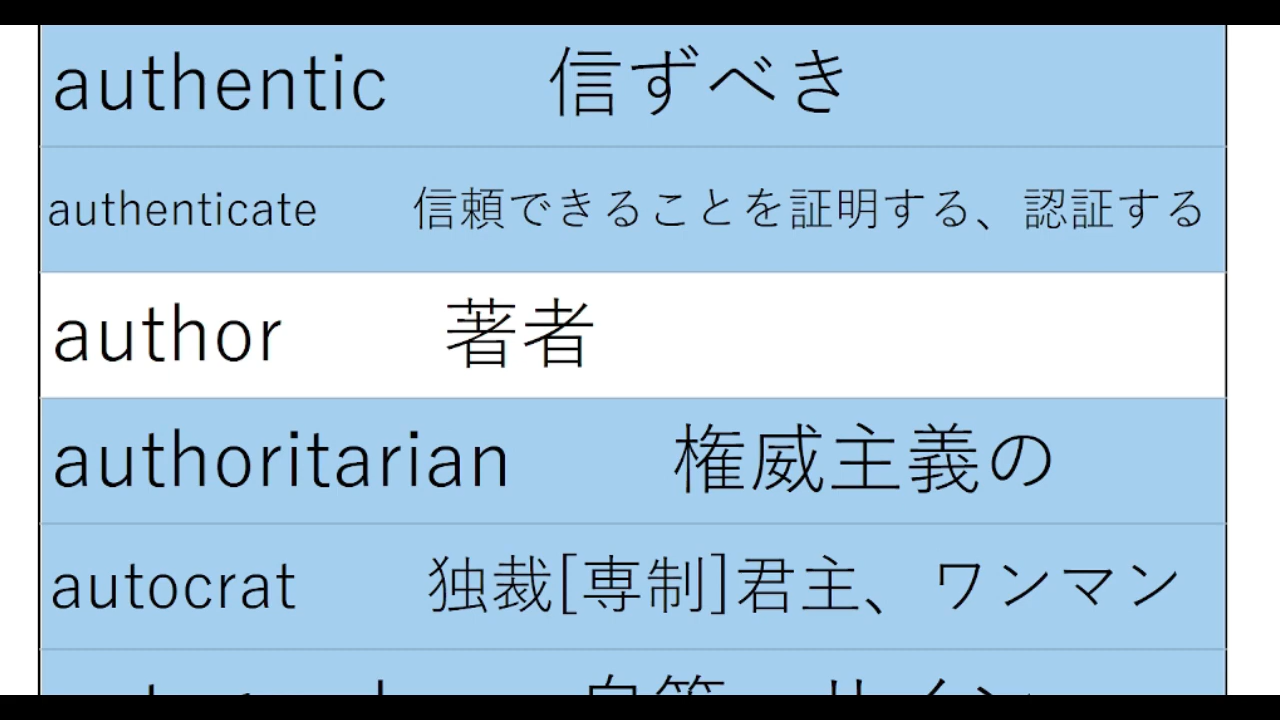 authentic 信ずべき
authenticate 信頼できることを証明する、認証する
author 著者
authoritarian 権威主義の
autocrat 独裁[専制]君主、ワンマン